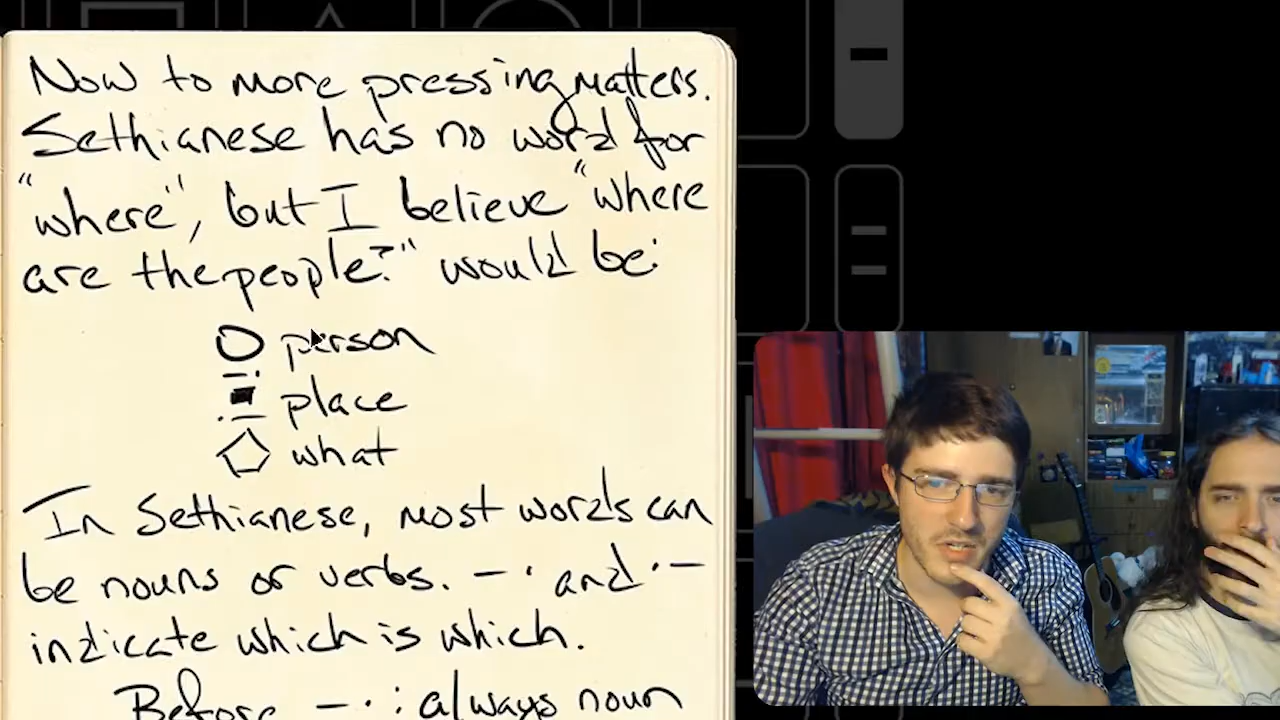 Now to more pressing matters.
Sethianese has no word for
"where", but I believe "where
are the people?" would be:
person
place
what
In Sethianese, most words can
be nouns or verbs. — · and · —
indicate which is which.
Before — · : always noun